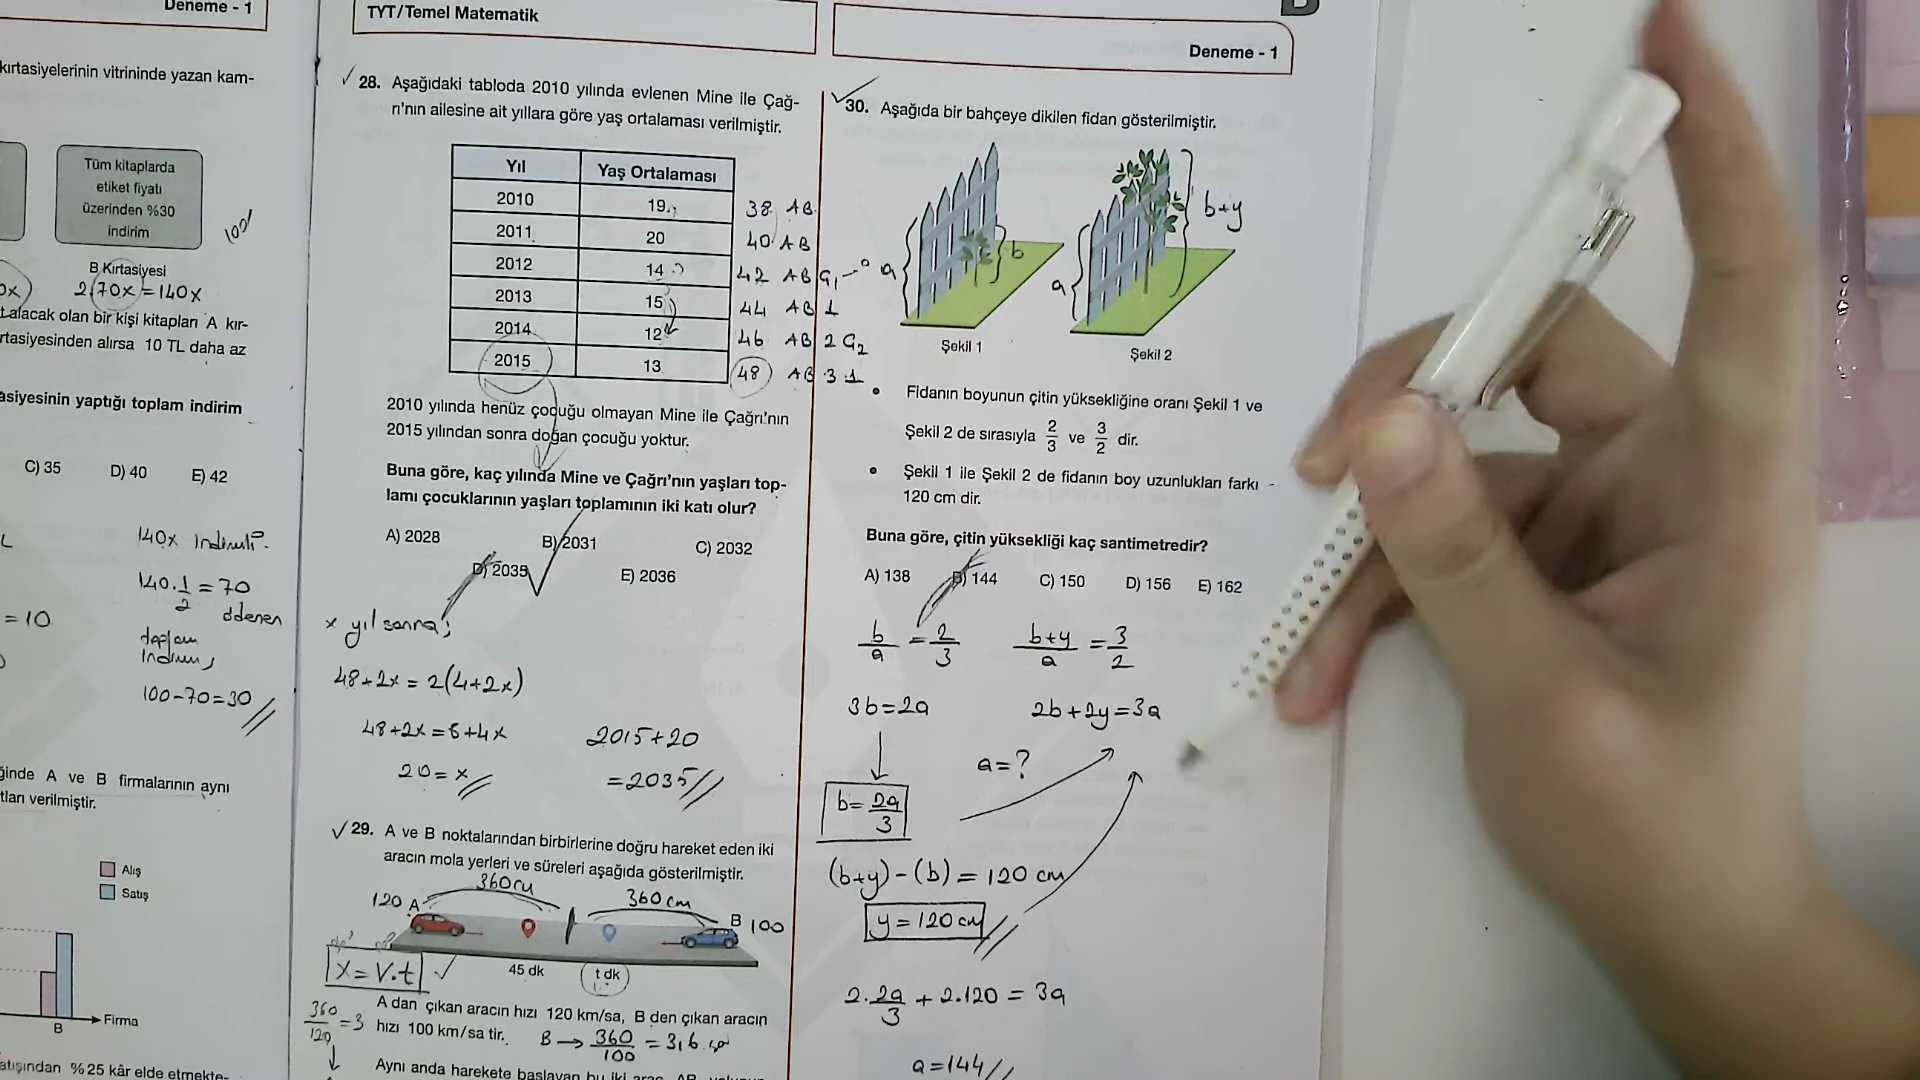 Deneme - 1
kırtasiyelerinin vitrininde yazan kam-
Tüm kitaplarda
etiket fiyatı
üzerinden %30
indirim
100
B Kırtasiyesi
2.70x = 140x
t alacak olan bir kişi kitapları A kır-
rtasiyesinden alırsa 10 TL daha az
asiyesinin yaptığı toplam indirim
C) 35 D) 40 E) 42
140x indirimli
140.1/2 = 70
ödenen
= 10
toplam
indirim;
100-70=30
ğinde A ve B firmalarının aynı
tları verilmiştir.
Alış
Satış
B
Firma
atışından %25 kâr elde etmekte-
TYT/Temel Matematik
28. Aşağıdaki tabloda 2010 yılında evlenen Mine ile Çağ-
rı'nın ailesine ait yıllara göre yaş ortalaması verilmiştir.
Yıl Yaş Ortalaması
2010 19 38 AB
2011 20 40 AB
2012 14 42 AB Ç1 → 0
2013 15 44 AB 1
2014 12 46 AB 2 Ç2
2015 13 48 AB 3 1
2010 yılında henüz çocuğu olmayan Mine ile Çağrı'nın
2015 yılından sonra doğan çocuğu yoktur.
Buna göre, kaç yılında Mine ve Çağrı'nın yaşları top-
lamı çocuklarının yaşları toplamının iki katı olur?
A) 2028 B) 2031 C) 2032
D) 2035 E) 2036
x yıl sonra;
48+2x = 2(4+2x)
48+2x = 8+4x
2015+20
20=x
=2035
29. A ve B noktalarından birbirlerine doğru hareket eden iki
aracın mola yerleri ve süreleri aşağıda gösterilmiştir.
360 cm
360 cm
120 A
B 100
x = v.t
45 dk
t dk
A dan çıkan aracın hızı 120 km/sa, B den çıkan aracın
hızı 100 km/sa tir.
360/120 = 3
B → 360/100 = 3,6 sa
Aynı anda harekete başlayan bu iki araç, AB
Deneme - 1
30. Aşağıda bir bahçeye dikilen fidan gösterilmiştir.
a
b
a
b+y
Şekil 1
Şekil 2
• Fidanın boyunun çitin yüksekliğine oranı Şekil 1 ve
Şekil 2 de sırasıyla 2/3 ve 3/2 dir.
• Şekil 1 ile Şekil 2 de fidanın boy uzunlukları farkı
120 cm dir.
Buna göre, çitin yüksekliği kaç santimetredir?
A) 138 B) 144 C) 150 D) 156 E) 162
b/a = 2/3 (b+y)/a = 3/2
3b=2a 2b+2y=3a
a=?
b= 2a/3
(b+y)-(b) = 120 cm
y = 120 cm
2.2a/3 + 2.120 = 3a
a=144